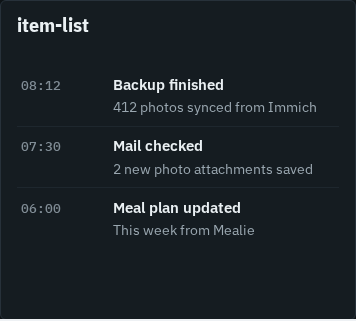 item-list
08:12 Backup finished
412 photos synced from Immich
07:30 Mail checked
2 new photo attachments saved
06:00 Meal plan updated
This week from Mealie